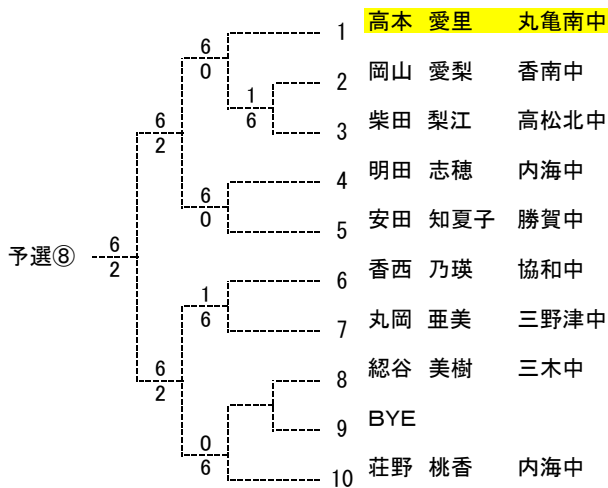 1 高本 愛里 丸亀南中
6
0
2 岡山 愛梨 香南中
1
6
3 柴田 梨江 高松北中
6
2
4 明田 志穂 内海中
6
0
5 安田 知夏子 勝賀中
予選⑧
6
2
6 香西 乃瑛 協和中
1
6
7 丸岡 亜美 三野津中
6
2
8 綛谷 美樹 三木中
9 BYE
0
6
10 荘野 桃香 内海中